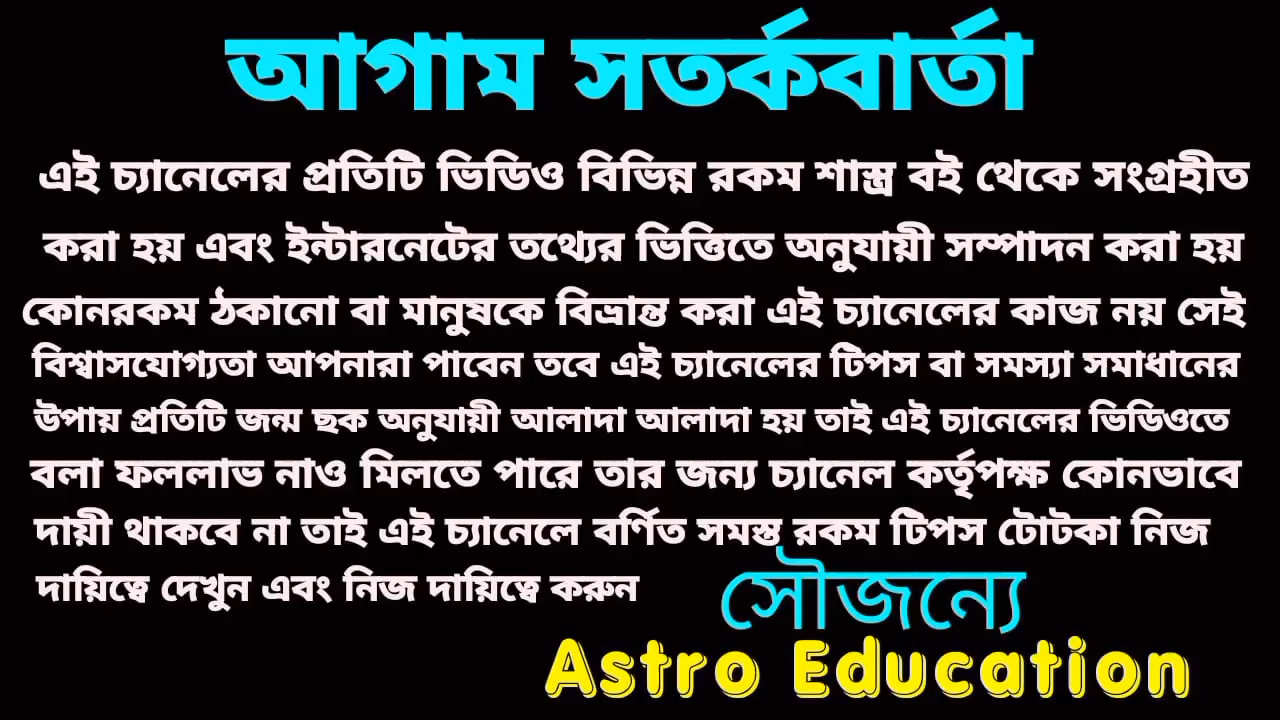 আগাম সতর্কবার্তা
এই চ্যানেলের প্রতিটি ভিডিও বিভিন্ন রকম শাস্ত্র বই থেকে সংগ্রহীত
করা হয় এবং ইন্টারনেটের তথ্যের ভিত্তিতে অনুযায়ী সম্পাদন করা হয়
কোনরকম ঠকানো বা মানুষকে বিভ্রান্ত করা এই চ্যানেলের কাজ নয় সেই
বিশ্বাসযোগ্যতা আপনারা পাবেন তবে এই চ্যানেলের টিপস বা সমস্যা সমাধানের
উপায় প্রতিটি জন্ম ছক অনুযায়ী আলাদা আলাদা হয় তাই এই চ্যানেলের ভিডিওতে
বলা ফললাভ নাও মিলতে পারে তার জন্য চ্যানেল কর্তৃপক্ষ কোনভাবে
দায়ী থাকবে না তাই এই চ্যানেলে বর্ণিত সমস্ত রকম টিপস টোটকা নিজ
দায়িত্বে দেখুন এবং নিজ দায়িত্বে করুন
সৌজন্যে
Astro Education